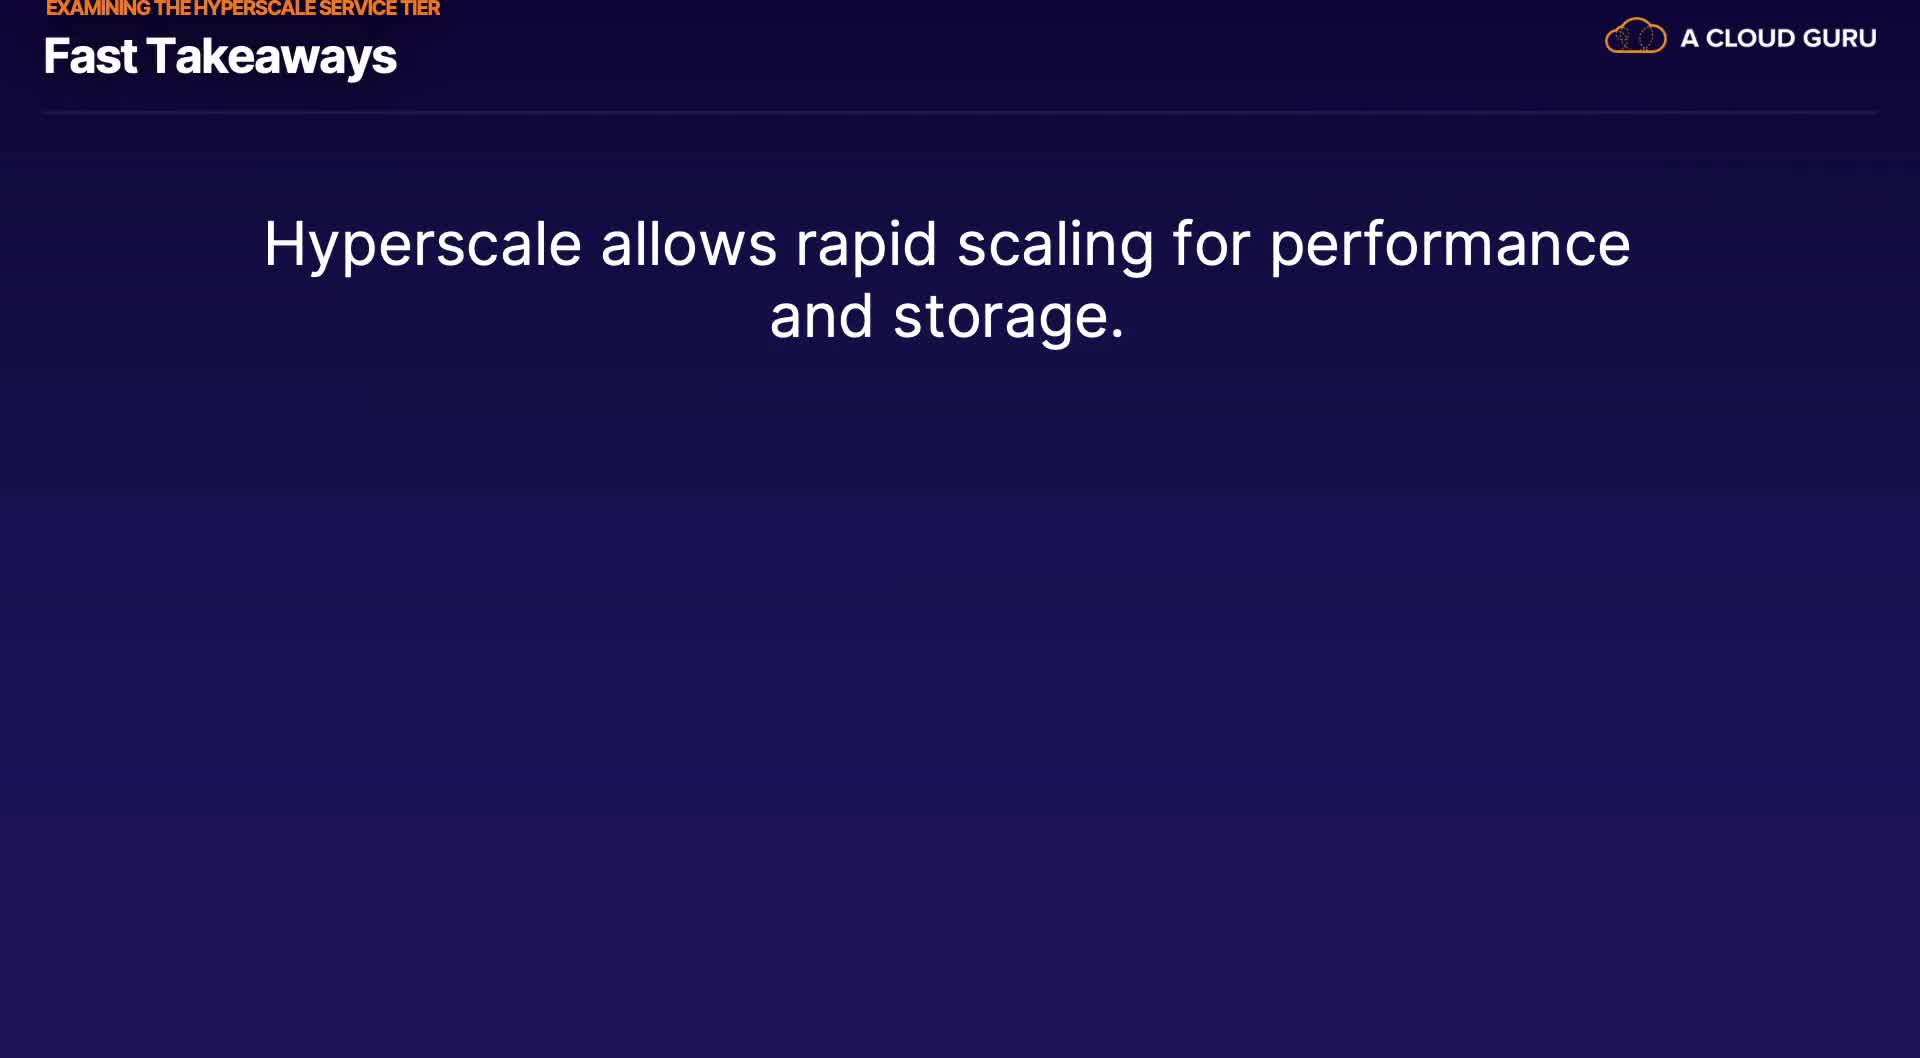 EXAMINING THE HYPERSCALE SERVICE TIER
Fast Takeaways
A CLOUD GURU
Hyperscale allows rapid scaling for performance
and storage.